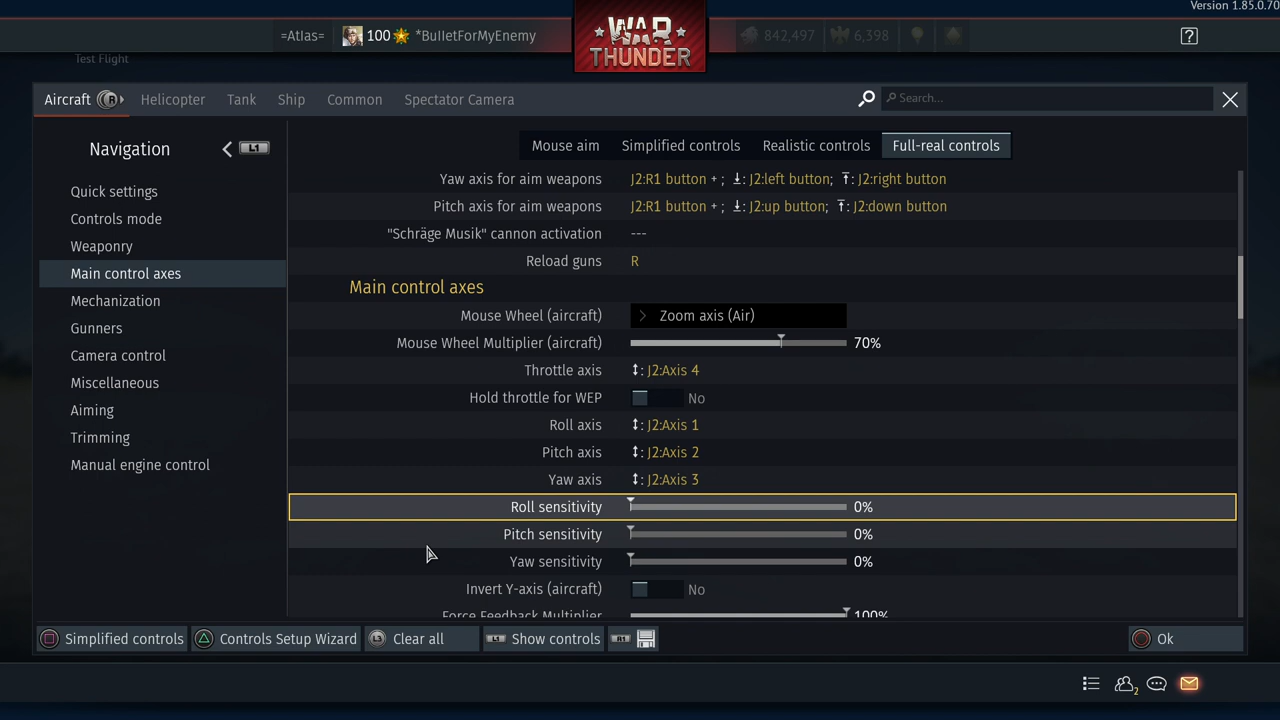 Version 1.85.0.70
=Atlas= 100 *BulletForMyEnemy
WAR
THUNDER
842,497 6,398
?
Test Flight
Aircraft R Helicopter Tank Ship Common Spectator Camera
Search...
Navigation L1
Mouse aim Simplified controls Realistic controls Full-real controls
Quick settings
Controls mode
Weaponry
Main control axes
Mechanization
Gunners
Camera control
Miscellaneous
Aiming
Trimming
Manual engine control
Yaw axis for aim weapons J2:R1 button + ; : J2:left button; : J2:right button
Pitch axis for aim weapons J2:R1 button + ; : J2:up button; : J2:down button
"Schräge Musik" cannon activation ---
Reload guns R
Main control axes
Mouse Wheel (aircraft) Zoom axis (Air)
Mouse Wheel Multiplier (aircraft) 70%
Throttle axis : J2:Axis 4
Hold throttle for WEP No
Roll axis : J2:Axis 1
Pitch axis : J2:Axis 2
Yaw axis : J2:Axis 3
Roll sensitivity 0%
Pitch sensitivity 0%
Yaw sensitivity 0%
Invert Y-axis (aircraft) No
Force Feedback Multiplier 100%
Simplified controls Controls Setup Wizard Clear all L1 Show controls R1 Ok
2